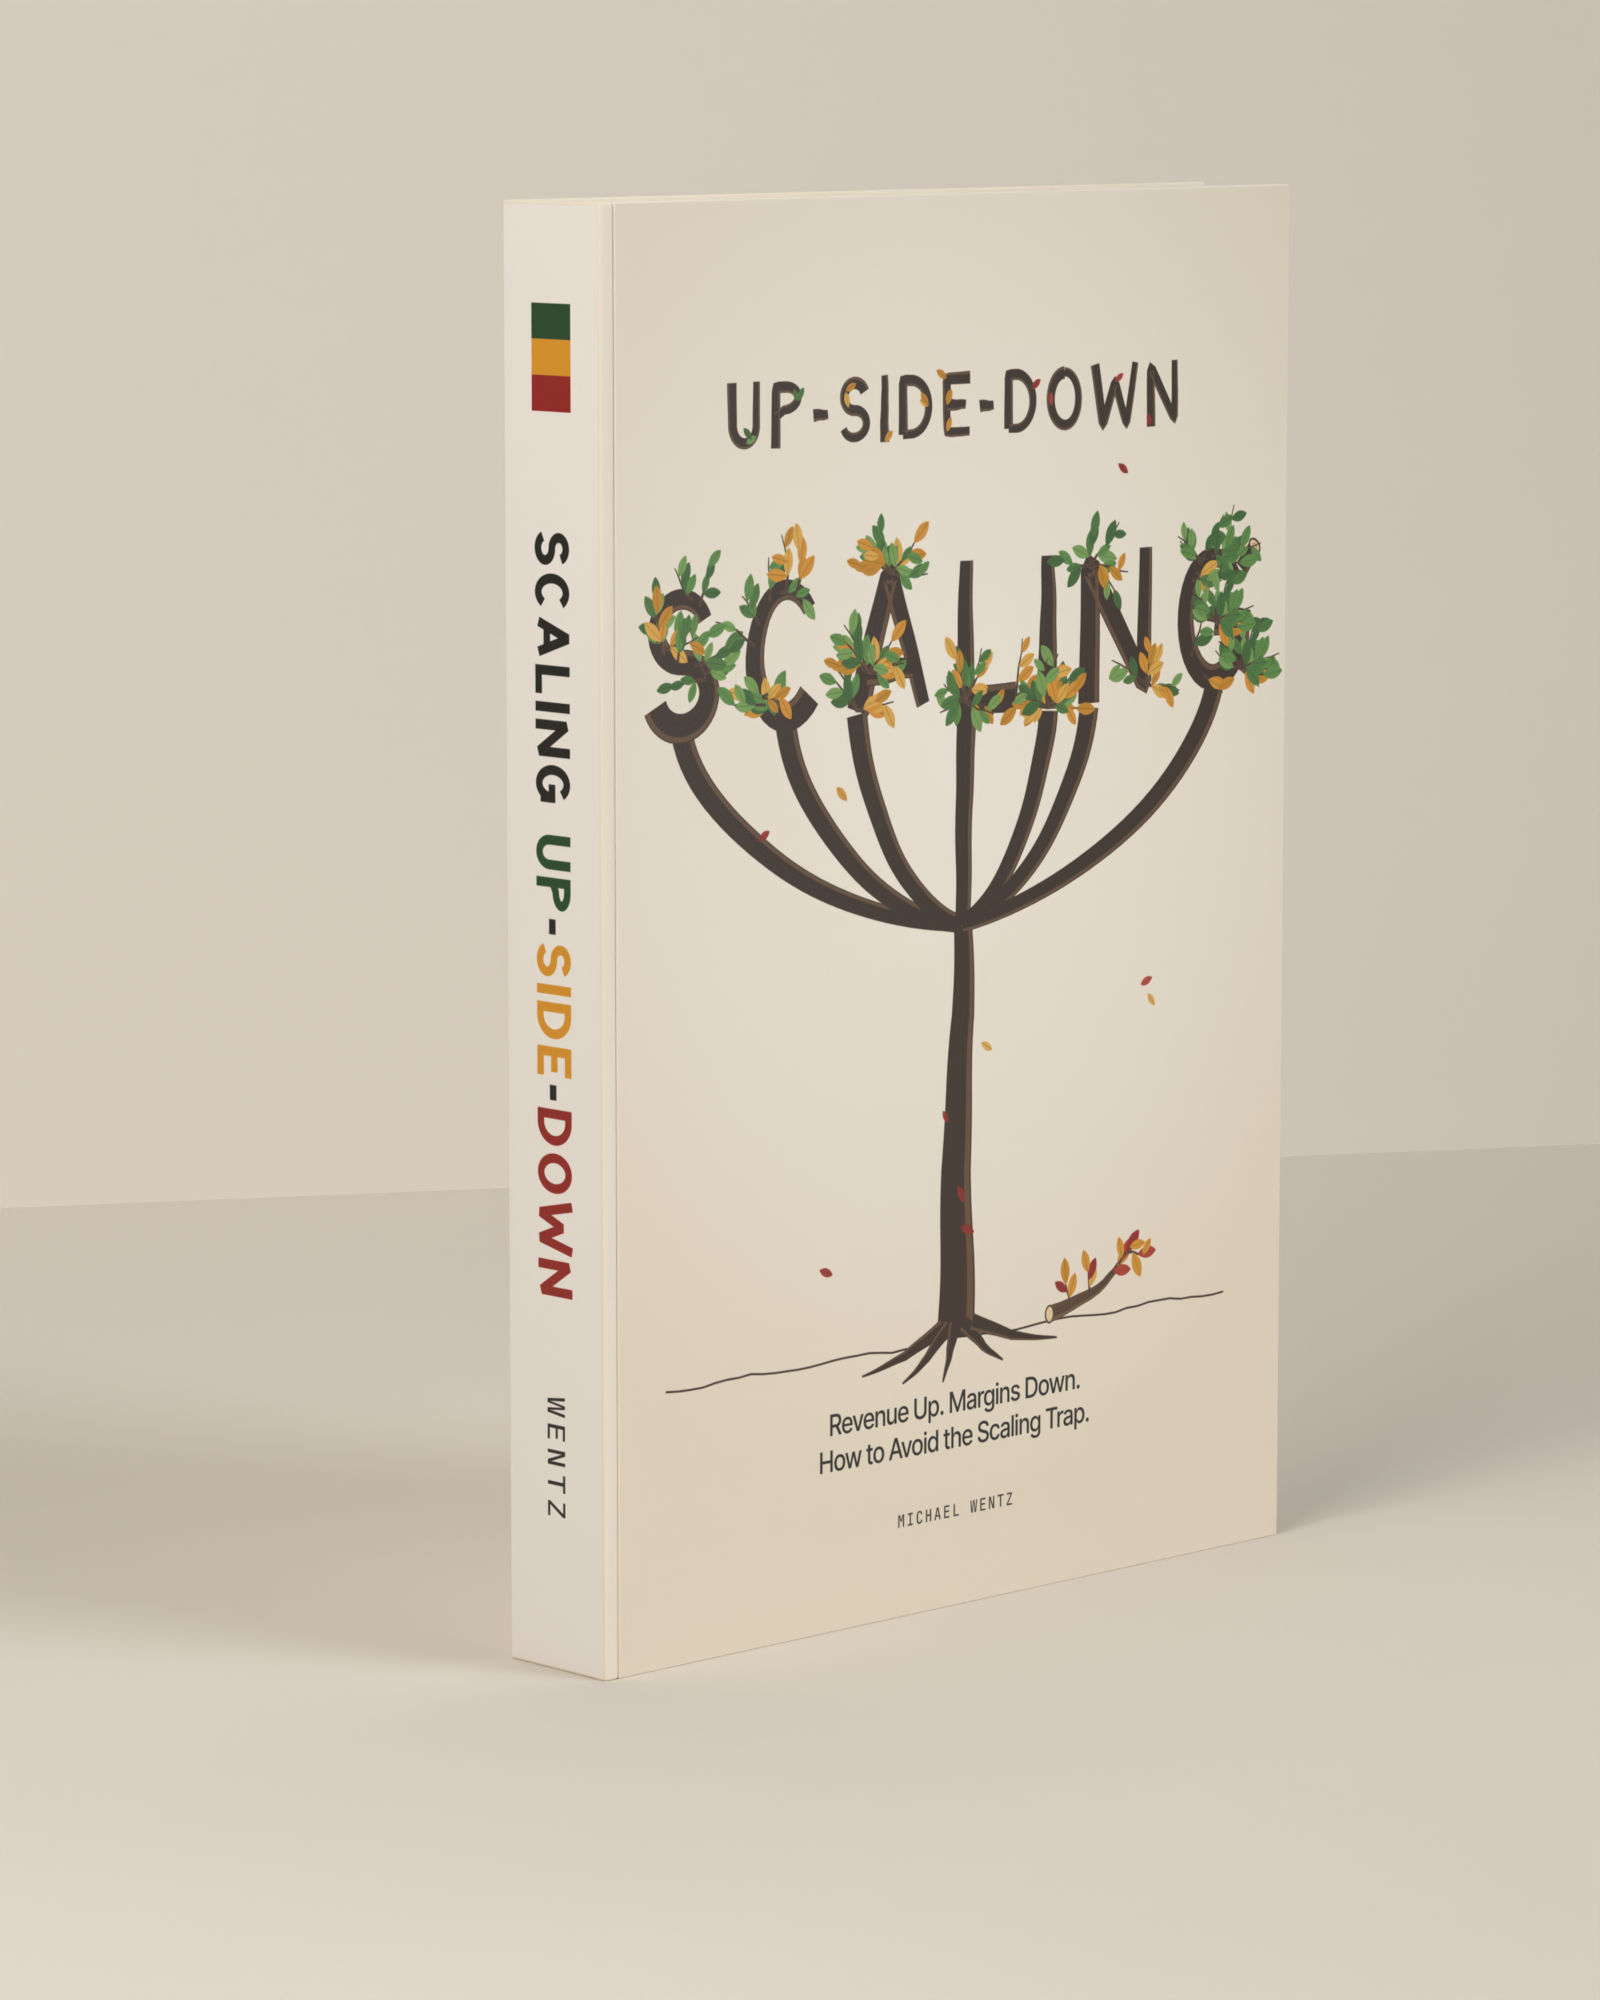 SCALING UP-SIDE-DOWN
WENTZ
UP-SIDE-DOWN
SCALING
Revenue Up. Margins Down.
How to Avoid the Scaling Trap.
MICHAEL WENTZ